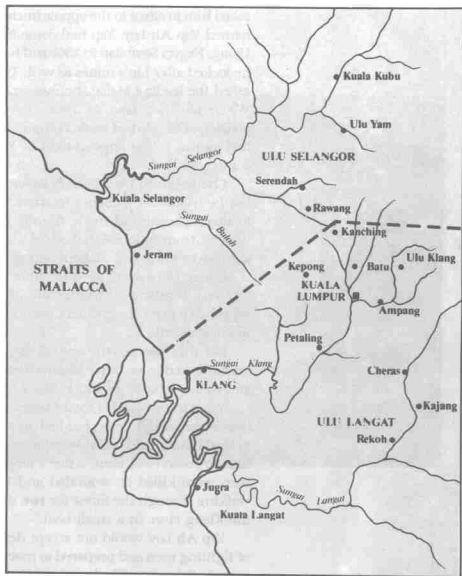 Kuala Kubu
Ulu Yam
Sungai Selangor
ULU SELANGOR
Serendah
Kuala Selangor
Rawang
Sungai Buloh
Kanching
Jeram
STRAITS OF
MALACCA
Kepong
Batu
Ulu Klang
KUALA
LUMPUR
Ampang
Petaling
Sungai Klang
KLANG
Cheras
Kajang
ULU LANGAT
Rekoh
Jugra
Sungai Langat
Kuala Langat